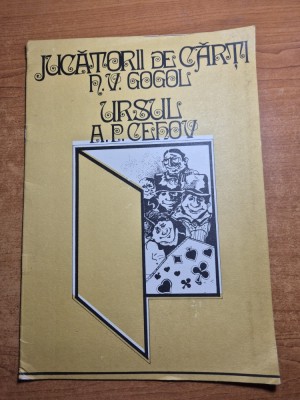 JUCĂTORII DE CĂRȚI
N.V. GOGOL
URSUL
A.P. CEHOV